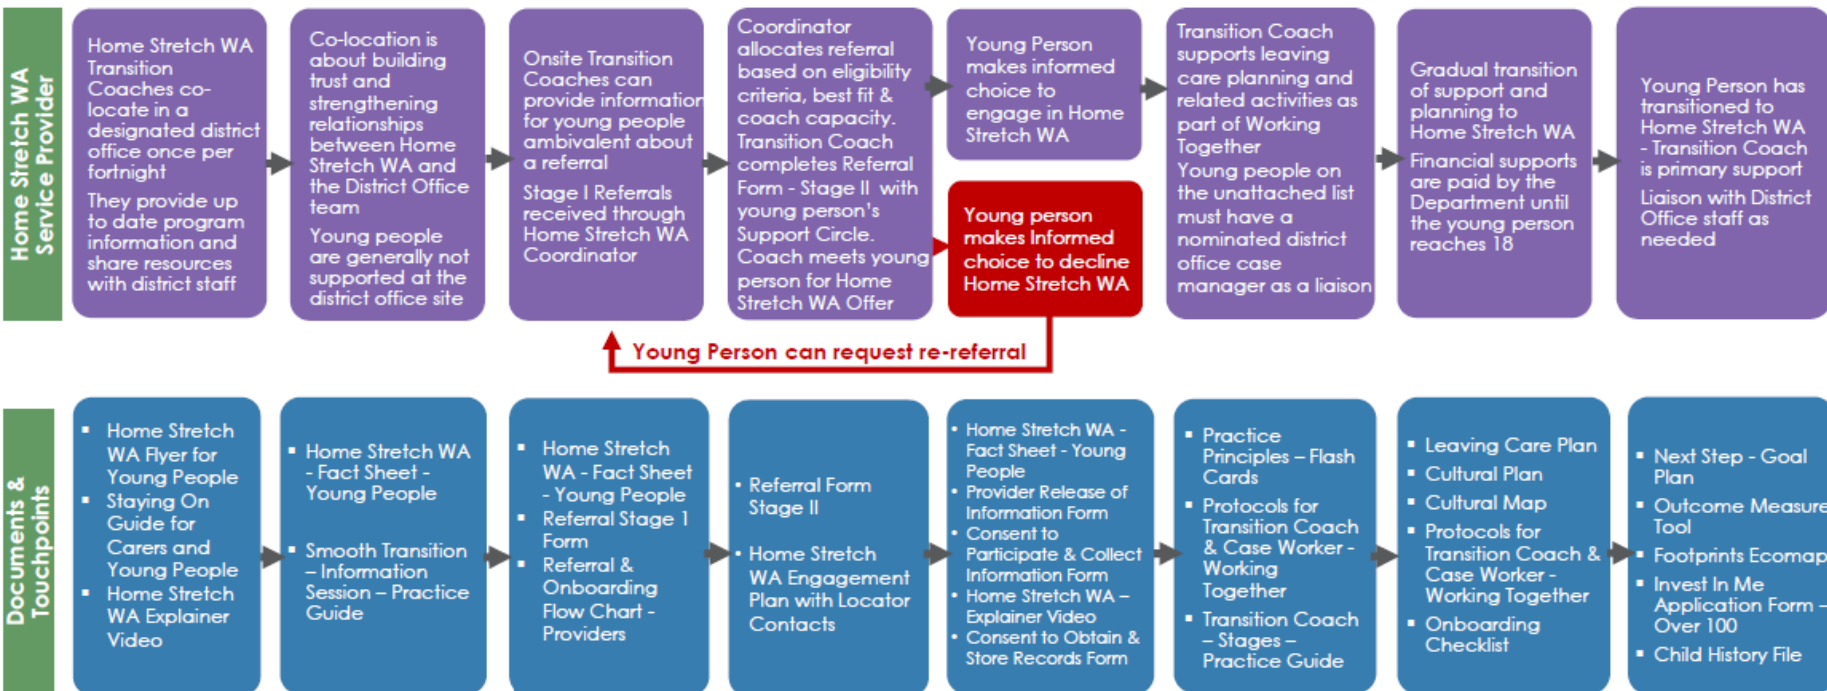 Home Stretch WA
Service Provider
Home Stretch WA
Transition
Coaches co-
locate in a
designated district
office once per
fortnight
They provide up
to date program
information and
share resources
with district staff
Co-location is
about building
trust and
strengthening
relationships
between Home
Stretch WA and
the District Office
team
Young people
are generally not
supported at the
district office site
Onsite Transition
Coaches can
provide information
for young people
ambivalent about
a referral
Stage I Referrals
received through
Home Stretch WA
Coordinator
Coordinator
allocates referral
based on eligibility
criteria, best fit &
coach capacity.
Transition Coach
completes Referral
Form - Stage II with
young person's
Support Circle.
Coach meets young
person for Home
Stretch WA Offer
Young Person
makes informed
choice to
engage in Home
Stretch WA
Young person
makes Informed
choice to decline
Home Stretch WA
Transition Coach
supports leaving
care planning and
related activities as
part of Working
Together
Young people on
the unattached list
must have a
nominated district
office case
manager as a liaison
Gradual transition
of support and
planning to
Home Stretch WA
Financial supports
are paid by the
Department until
the young person
reaches 18
Young Person has
transitioned to
Home Stretch WA
- Transition Coach
is primary support
Liaison with District
Office staff as
needed
Young Person can request re-referral
Documents &
Touchpoints
▪ Home Stretch
WA Flyer for
Young People
▪ Staying On
Guide for
Carers and
Young People
▪ Home Stretch
WA Explainer
Video
▪ Home Stretch WA
- Fact Sheet -
Young People
▪ Smooth Transition
– Information
Session – Practice
Guide
▪ Home Stretch
WA - Fact Sheet
- Young People
▪ Referral Stage 1
Form
▪ Referral &
Onboarding
Flow Chart -
Providers
• Referral Form
Stage II
• Home Stretch
WA Engagement
Plan with Locator
Contacts
• Home Stretch WA -
Fact Sheet - Young
People
• Provider Release of
Information Form
• Consent to
Participate & Collect
Information Form
• Home Stretch WA –
Explainer Video
• Consent to Obtain &
Store Records Form
▪ Practice
Principles – Flash
Cards
▪ Protocols for
Transition Coach
& Case Worker -
Working
Together
▪ Transition Coach
– Stages –
Practice Guide
▪ Leaving Care Plan
▪ Cultural Plan
▪ Cultural Map
▪ Protocols for
Transition Coach &
Case Worker -
Working Together
▪ Onboarding
Checklist
▪ Next Step - Goal
Plan
▪ Outcome Measure
Tool
▪ Footprints Ecomap
▪ Invest In Me
Application Form –
Over 100
▪ Child History File